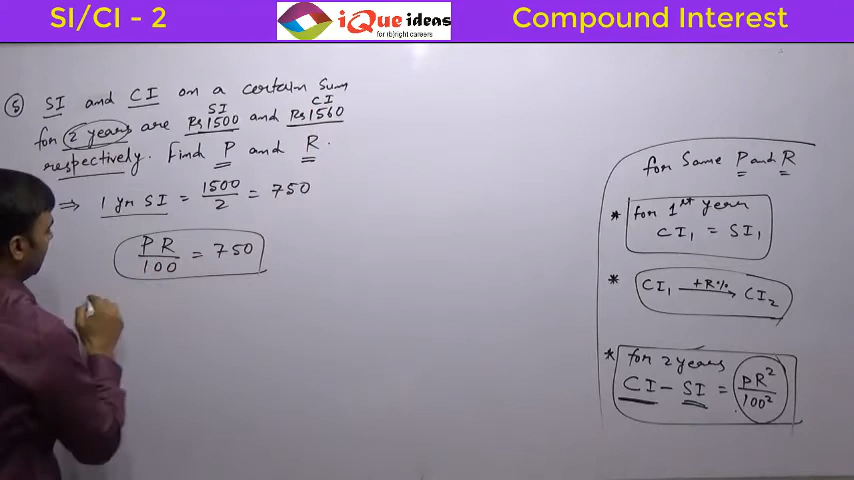 SI/CI - 2
iQue ideas
for (b)right careers
Compound Interest
⑤ SI and CI on a certain Sum
SI CI
for 2 years are Rs1500 and Rs1560
respectively. Find P and R.
⇒ 1 yr SI = 1500/2 = 750
PR/100 = 750
for Same P and R
* for 1st year
CI₁ = SI₁
* CI₁ +R%→ CI₂
* for 2 years
CI - SI = PR²/100²